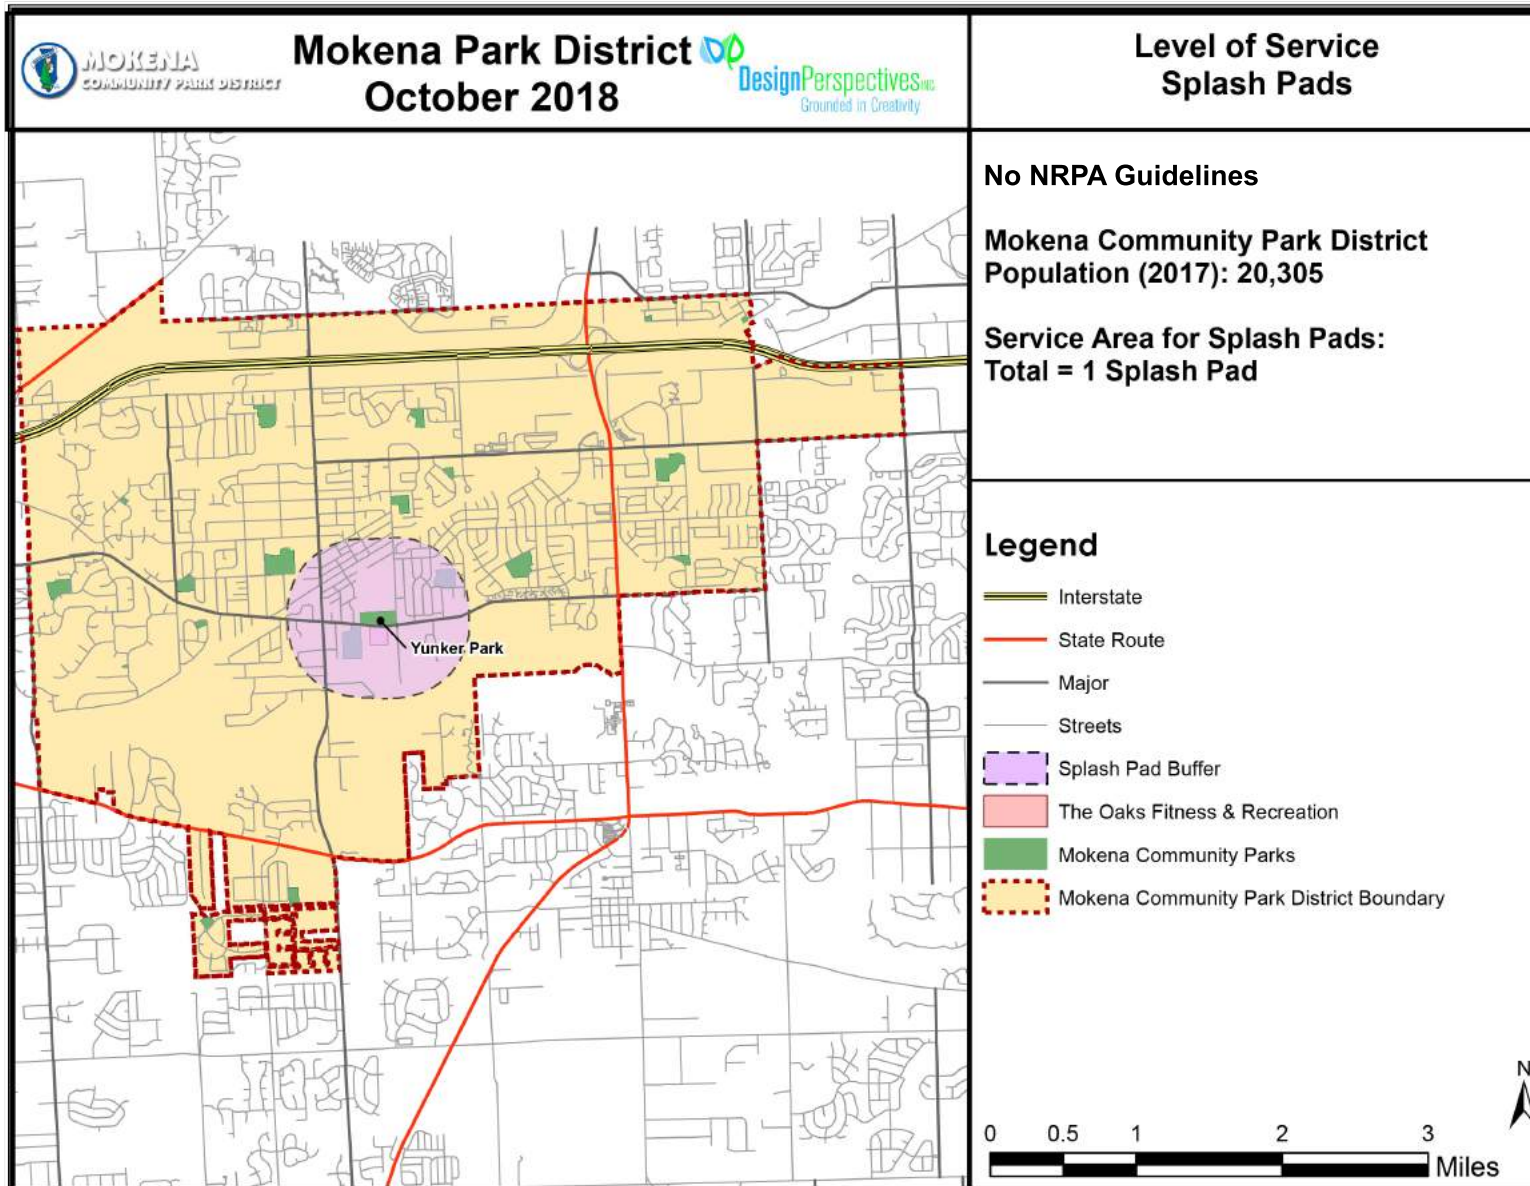 MOKENA
COMMUNITY PARK DISTRICT
Mokena Park District
October 2018
DesignPerspectives INC
Grounded in Creativity
Level of Service
Splash Pads
No NRPA Guidelines
Mokena Community Park District
Population (2017): 20,305
Service Area for Splash Pads:
Total = 1 Splash Pad
Yunker Park
Legend
Interstate
State Route
Major
Streets
Splash Pad Buffer
The Oaks Fitness & Recreation
Mokena Community Parks
Mokena Community Park District Boundary
N
0 0.5 1 2 3
Miles